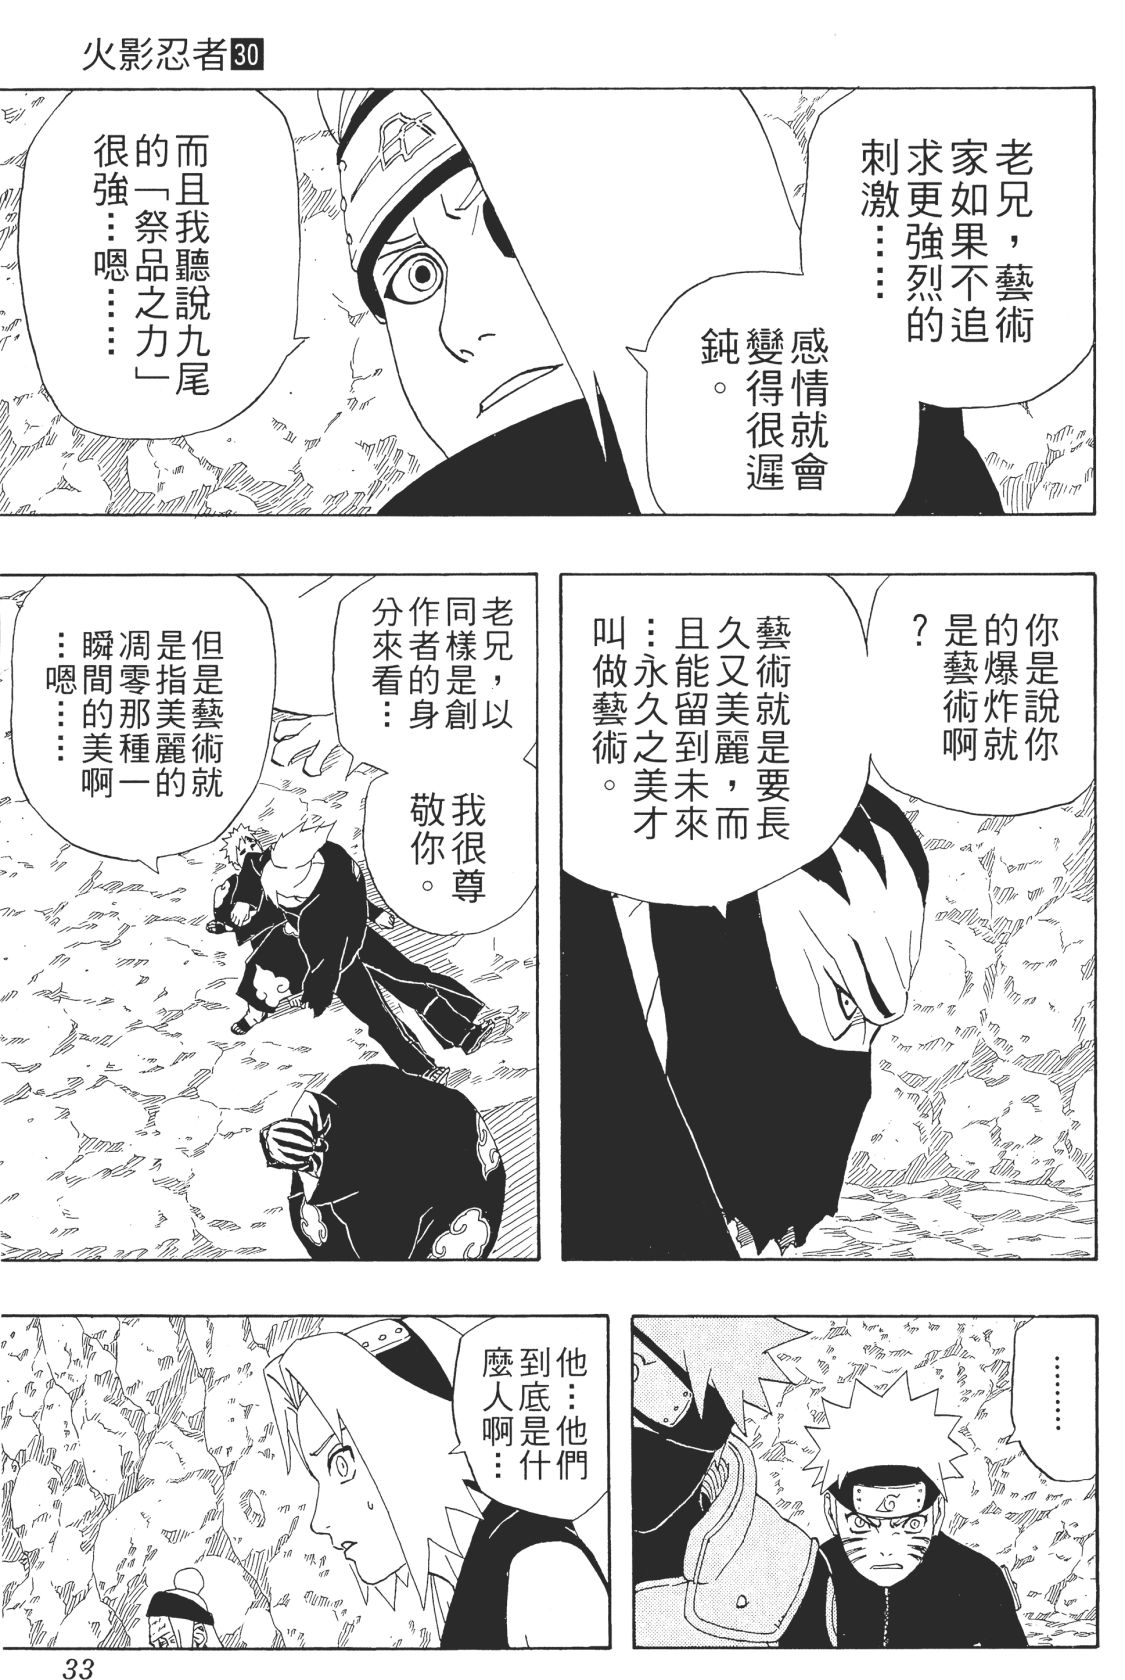 火影忍者30
老兄，藝術
家如果不追
求更強烈的
刺激……
感情就會
變得很遲
鈍。
而且我聽說九尾
的「祭品之力」
很強…嗯……
你是說你
的爆炸就
是藝術啊
？
藝術就是要長
久又美麗，而
且能留到未來
…永久之美才
叫做藝術。
老兄，以
同樣是創
作者的身
分來看…
我很尊
敬你。
但是藝術就
是指美麗的
凋零那種一
瞬間的美啊
…嗯……
………
他…他們
到底是什
麼人啊…
33